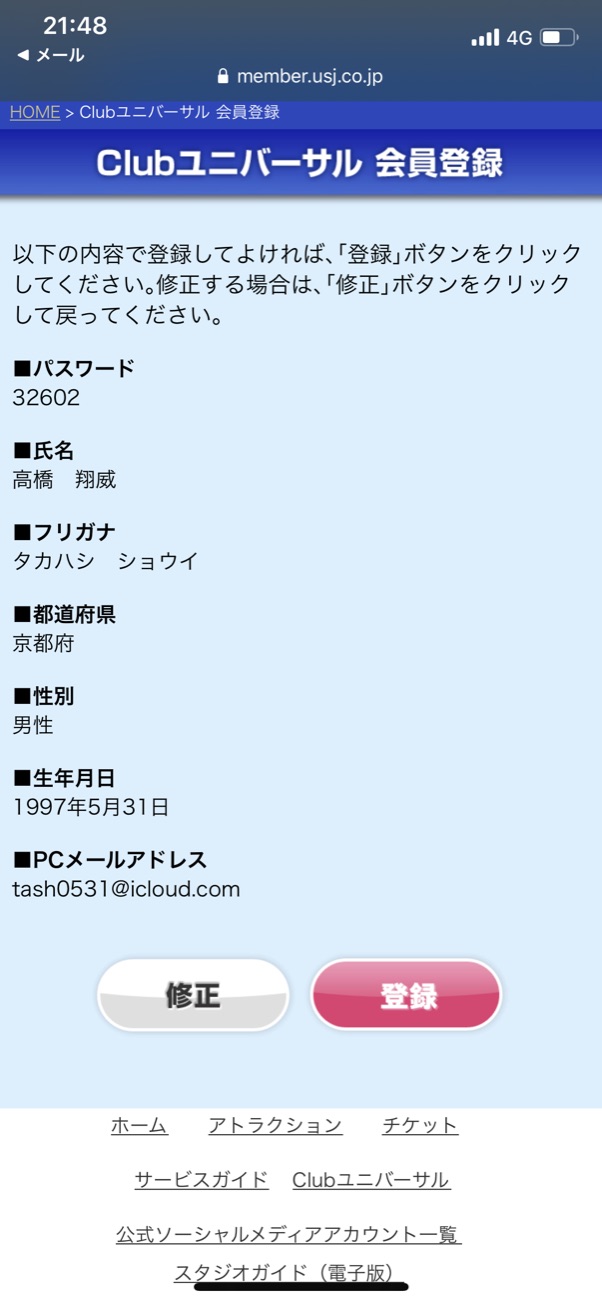 21:48
4G
◀ メール
member.usj.co.jp
HOME > Clubユニバーサル 会員登録
Clubユニバーサル 会員登録
以下の内容で登録してよければ、「登録」ボタンをクリック
してください。修正する場合は、「修正」ボタンをクリック
して戻ってください。
■パスワード
32602
■氏名
高橋　翔威
■フリガナ
タカハシ　ショウイ
■都道府県
京都府
■性別
男性
■生年月日
1997年5月31日
■PCメールアドレス
tash0531@icloud.com
修正 登録
ホーム アトラクション チケット
サービスガイド Clubユニバーサル
公式ソーシャルメディアアカウント一覧
スタジオガイド（電子版）